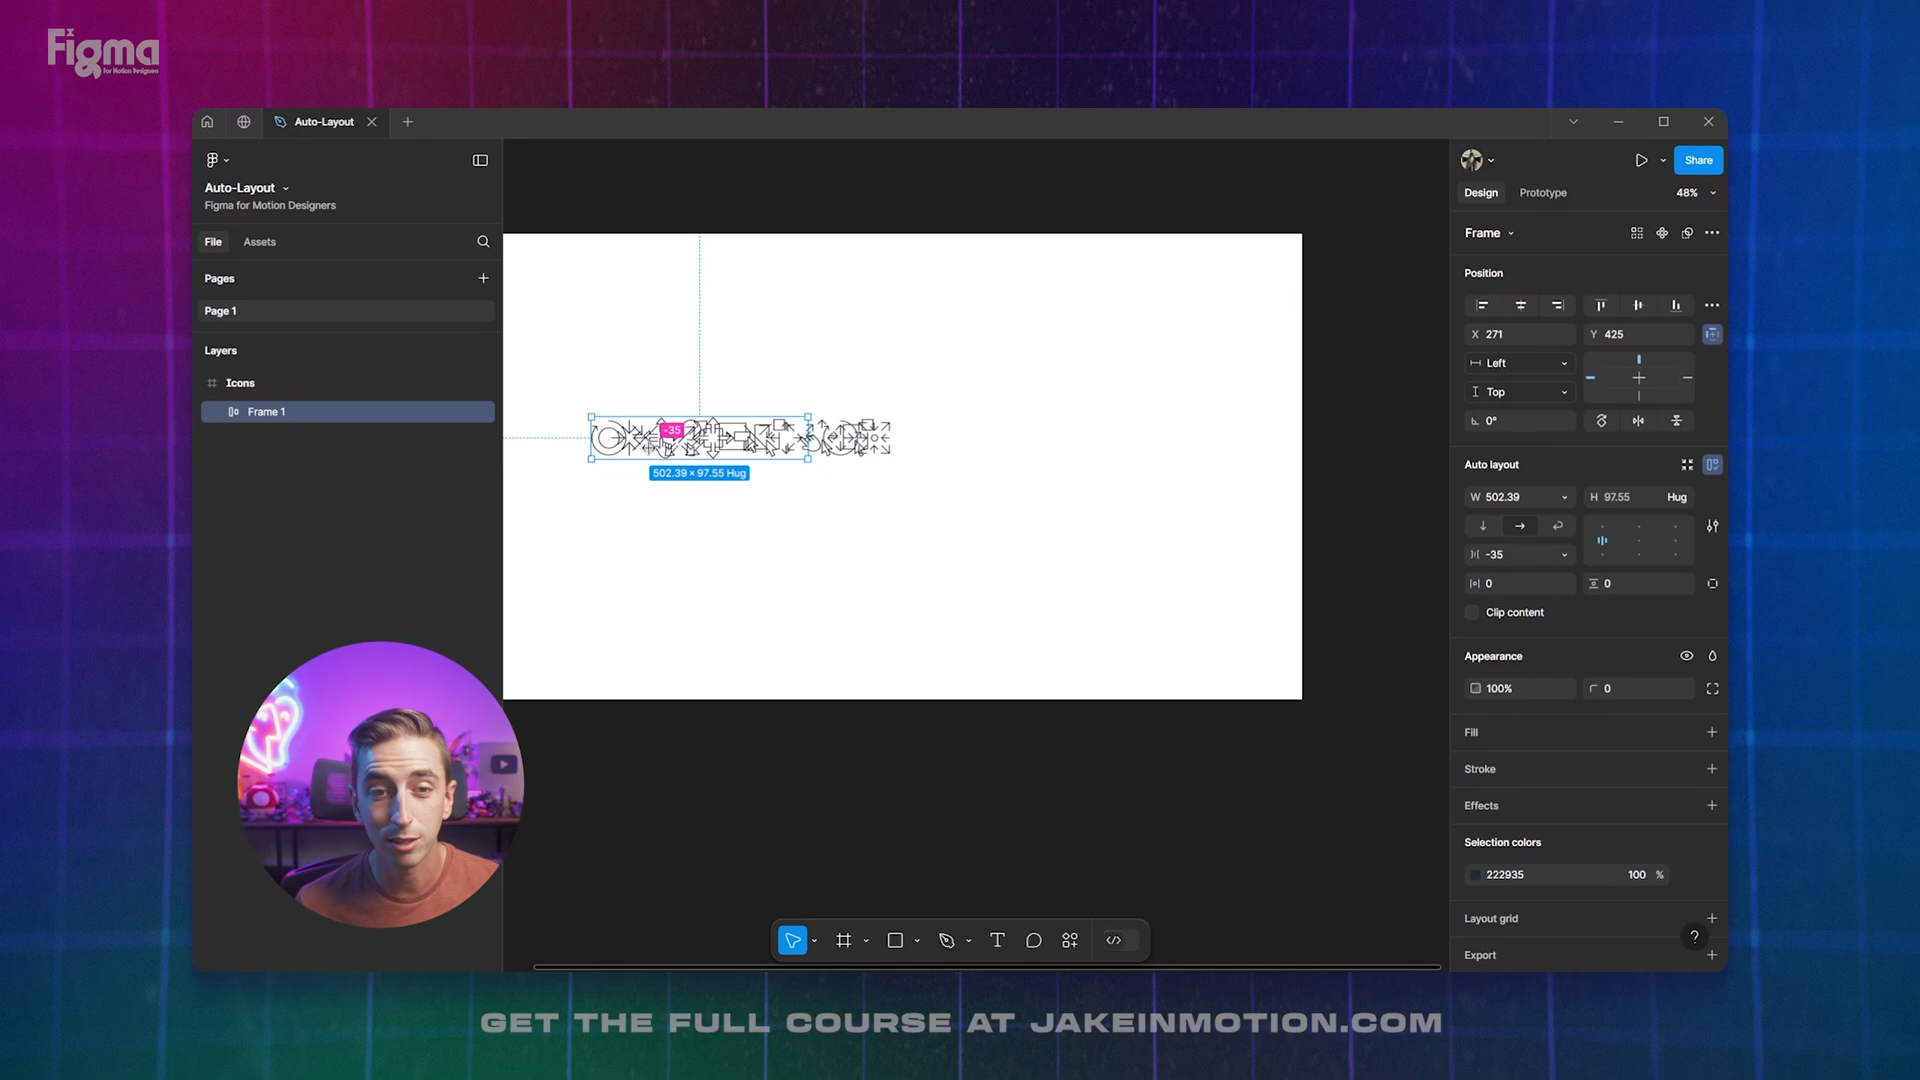 Figma
For Motion Designers
Auto-Layout
Auto-Layout
Figma for Motion Designers
File
Assets
Pages
Page 1
Layers
Icons
Frame 1
-35
502.39 × 97.55 Hug
Share
Design
Prototype
48%
Frame
Position
X 271
Y 425
Left
Top
0°
Auto layout
W 502.39
H 97.55 Hug
-35
0
0
Clip content
Appearance
100%
0
Fill
Stroke
Effects
Selection colors
222935
100 %
Layout grid
?
Export
GET THE FULL COURSE AT JAKEINMOTION.COM